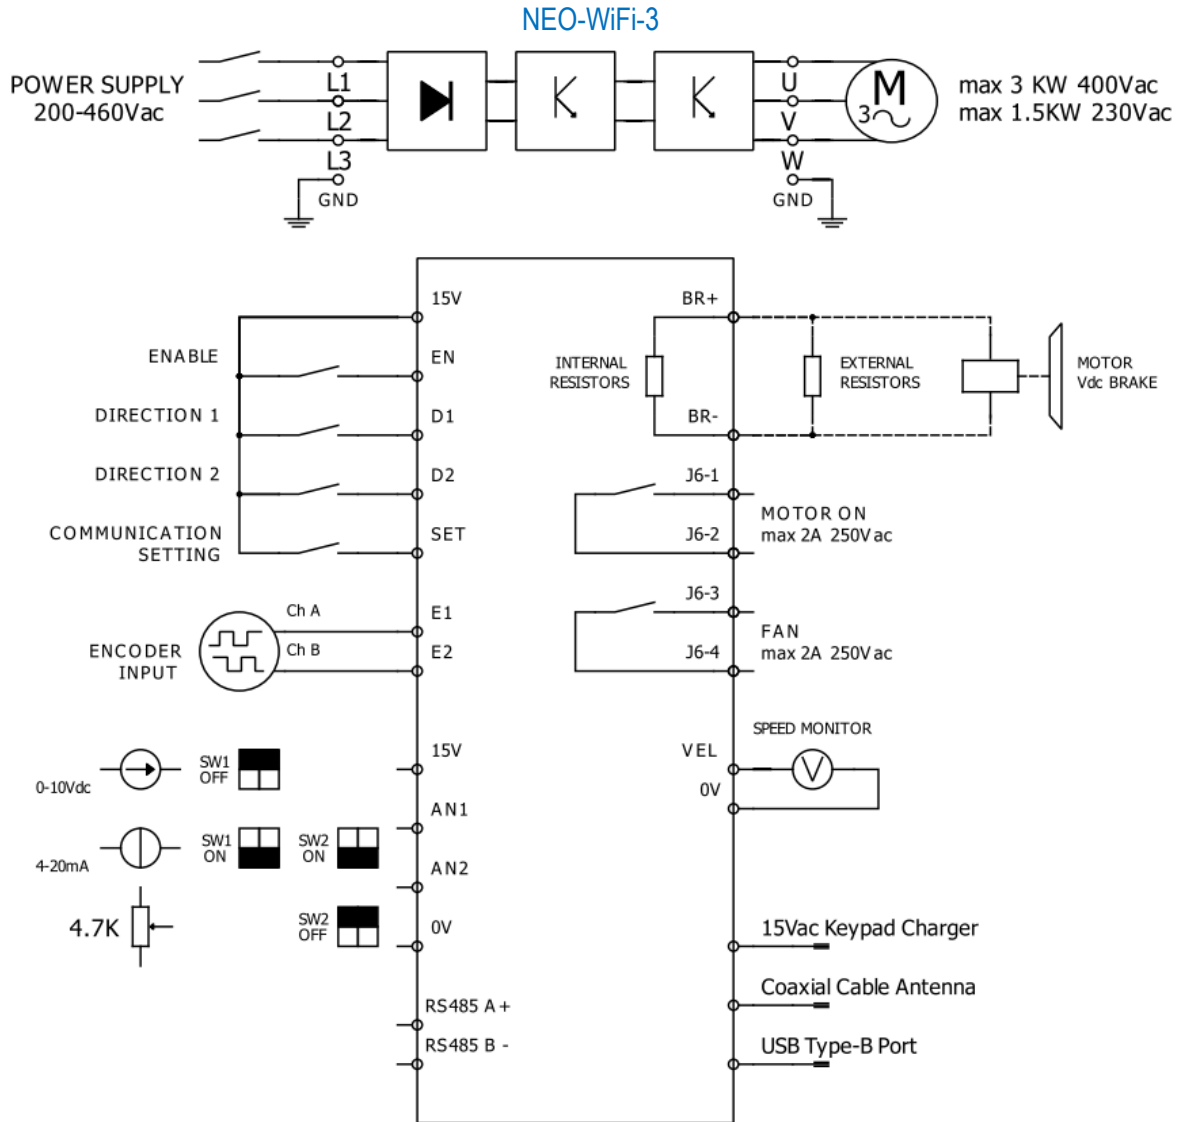 NEO-WiFi-3
POWER SUPPLY
200-460Vac
L1
L2
L3
GND
U
V
W
GND
M
3
max 3 KW 400Vac
max 1.5KW 230Vac
15V
ENABLE
EN
DIRECTION 1
D1
DIRECTION 2
D2
COMMUNICATION
SETTING
SET
ENCODER
INPUT
Ch A
Ch B
E1
E2
0-10Vdc
SW1
OFF
15V
4-20mA
SW1
ON
SW2
ON
AN1
AN2
4.7K
SW2
OFF
0V
RS485 A +
RS485 B -
BR+
INTERNAL
RESISTORS
EXTERNAL
RESISTORS
MOTOR
Vdc BRAKE
BR-
J6-1
J6-2
MOTOR ON
max 2A 250Vac
J6-3
J6-4
FAN
max 2A 250Vac
SPEED MONITOR
VEL
V
0V
15Vac Keypad Charger
Coaxial Cable Antenna
USB Type-B Port